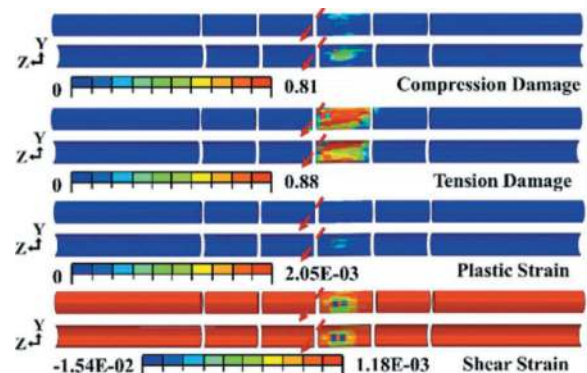 Y
Z
0
0.81
Compression Damage
Y
Z
0
0.88
Tension Damage
Y
Z
0
2.05E-03
Plastic Strain
Y
Z
-1.54E-02
1.18E-03
Shear Strain